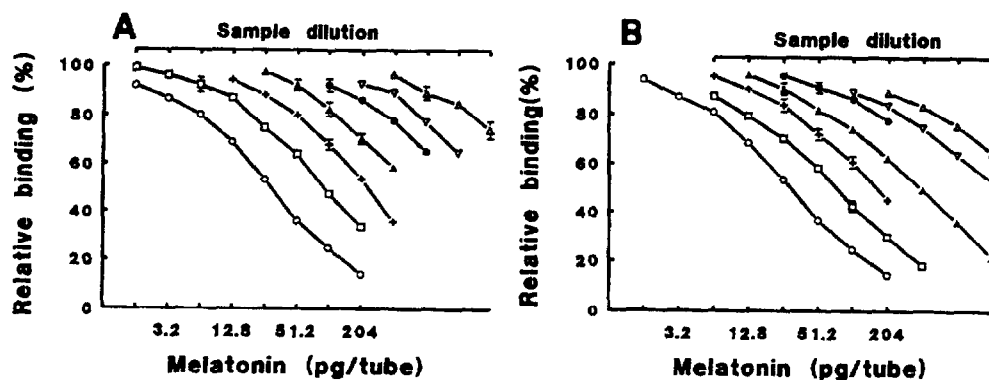 A
Sample dilution
Relative binding (%)
100
80
60
40
20
0
3.2 12.8 51.2 204
Melatonin (pg/tube)
B
Sample dilution
Relative binding(%)
100
80
60
40
20
0
3.2 12.8 51.2 204
Melatonin (pg/tube)